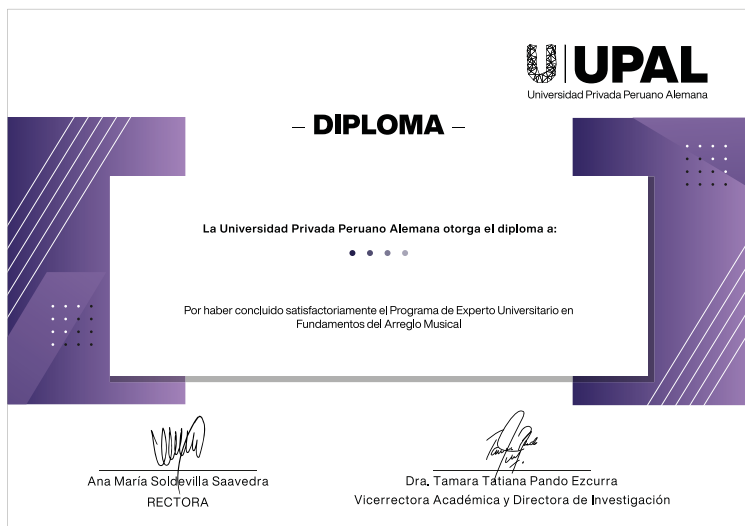 UPAL
Universidad Privada Peruano Alemana
– DIPLOMA –
La Universidad Privada Peruano Alemana otorga el diploma a:
Por haber concluido satisfactoriamente el Programa de Experto Universitario en
Fundamentos del Arreglo Musical
Ana María Soldevilla Saavedra
RECTORA
Dra. Tamara Tatiana Pando Ezcurra
Vicerrectora Académica y Directora de Investigación